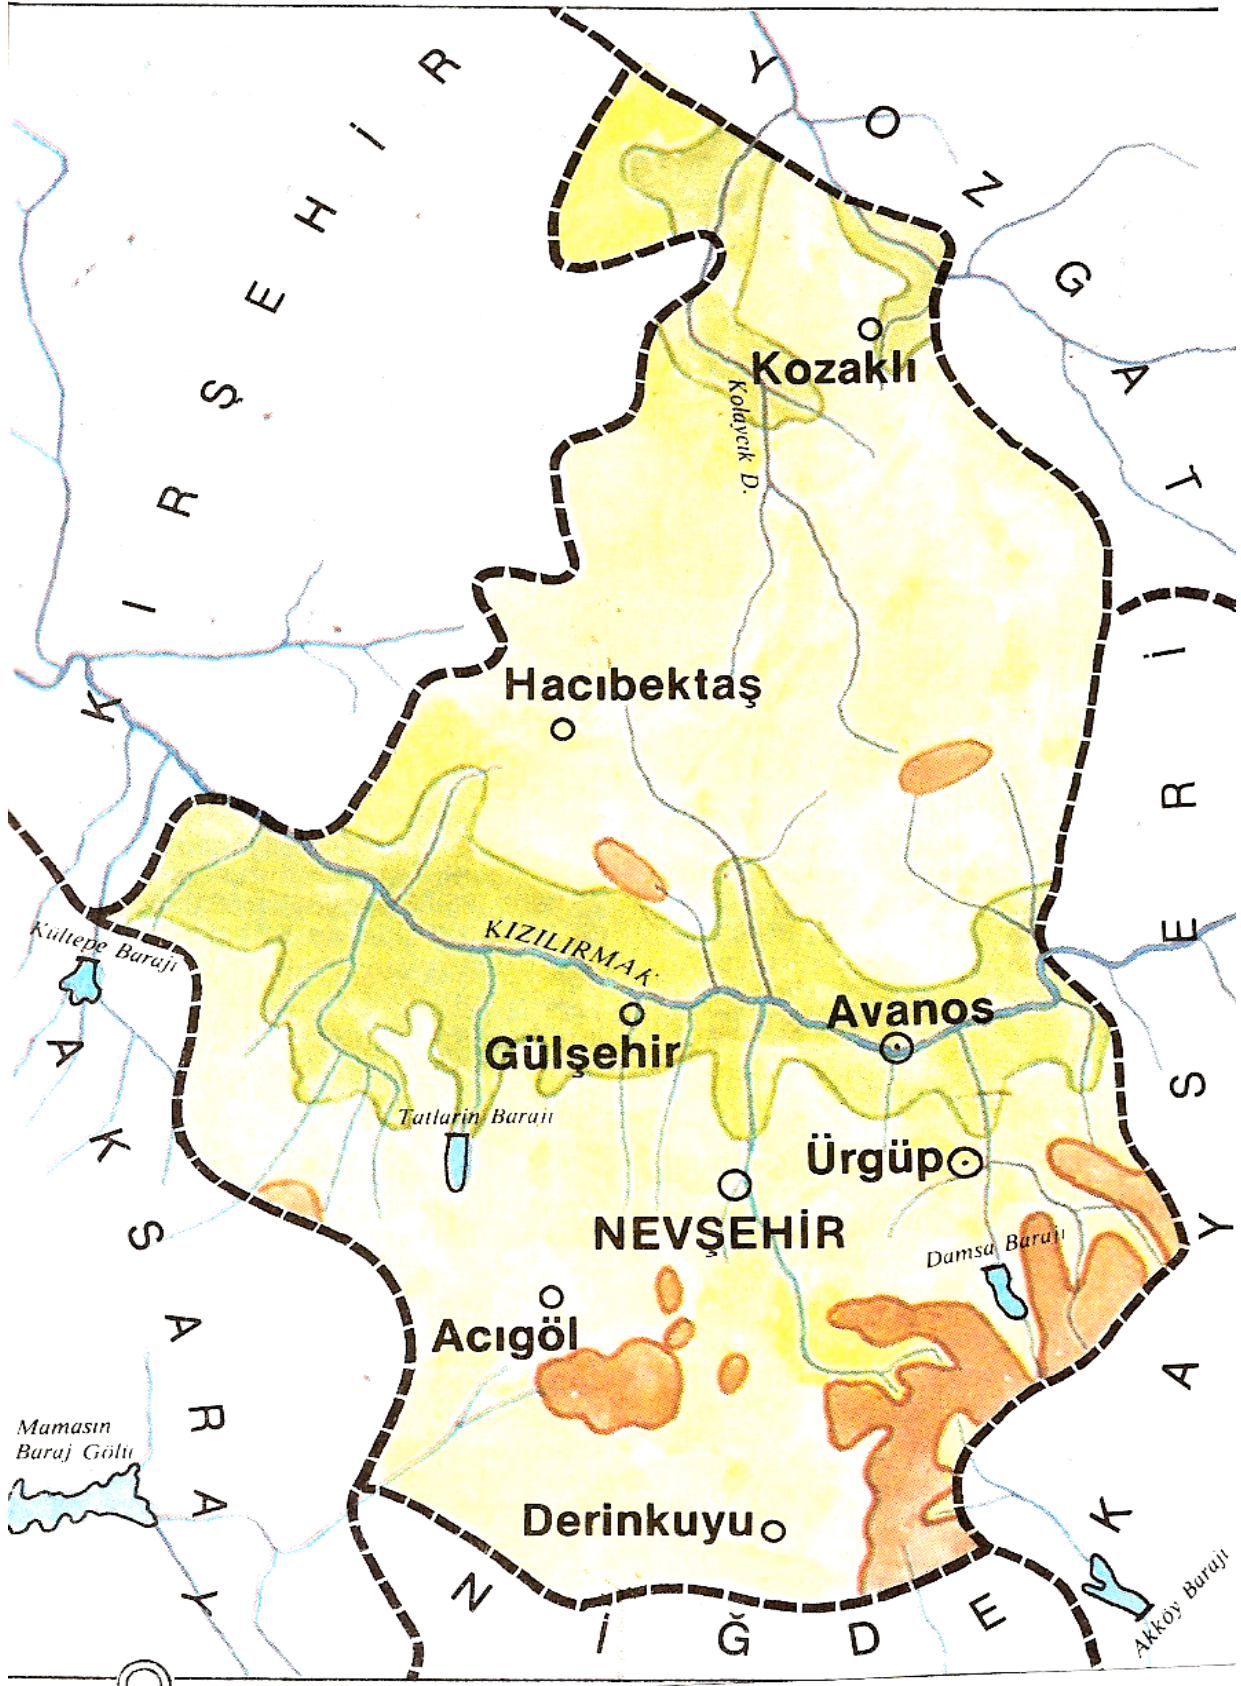 KIRŞEHİR
YOZGAT
Kozaklı
Kolaycık D.
Hacıbektaş
KAYSERİ
KIZILIRMAK
Kültepe Barajı
Avanos
Gülşehir
Tatlarin Barajı
Ürgüp
NEVŞEHİR
Damsa Barajı
Acıgöl
AKSARAY
Mamasın
Baraj Gölü
Derinkuyu
NİĞDE
Akköy Barajı